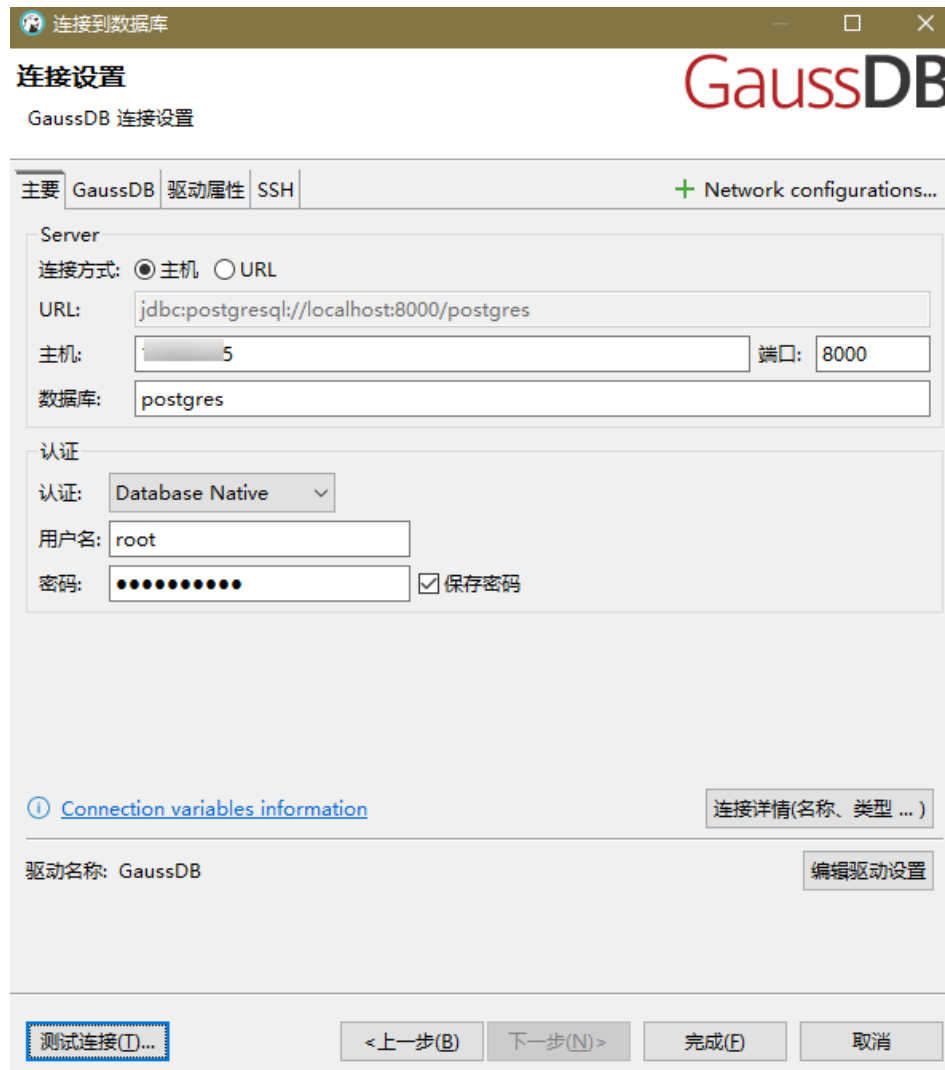 连接到数据库
连接设置
GaussDB 连接设置
GaussDB
主要 GaussDB 驱动属性 SSH + Network configurations...
Server
连接方式: 主机 URL
URL: jdbc:postgresql://localhost:8000/postgres
主机: 5 端口: 8000
数据库: postgres
认证
认证: Database Native
用户名: root
密码: ●●●●●●●●●● 保存密码
Connection variables information 连接详情(名称、类型 ... )
驱动名称: GaussDB 编辑驱动设置
测试连接(T)... <上一步(B) 下一步(N)> 完成(F) 取消